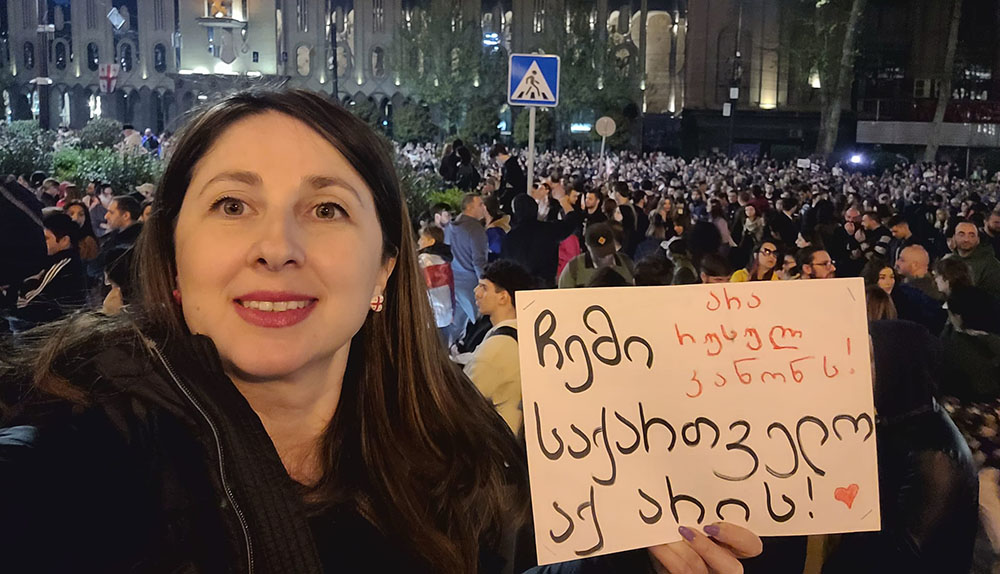 ჩემი
არა
რუსულ
კანონს!
საქართველო
აქ არის!